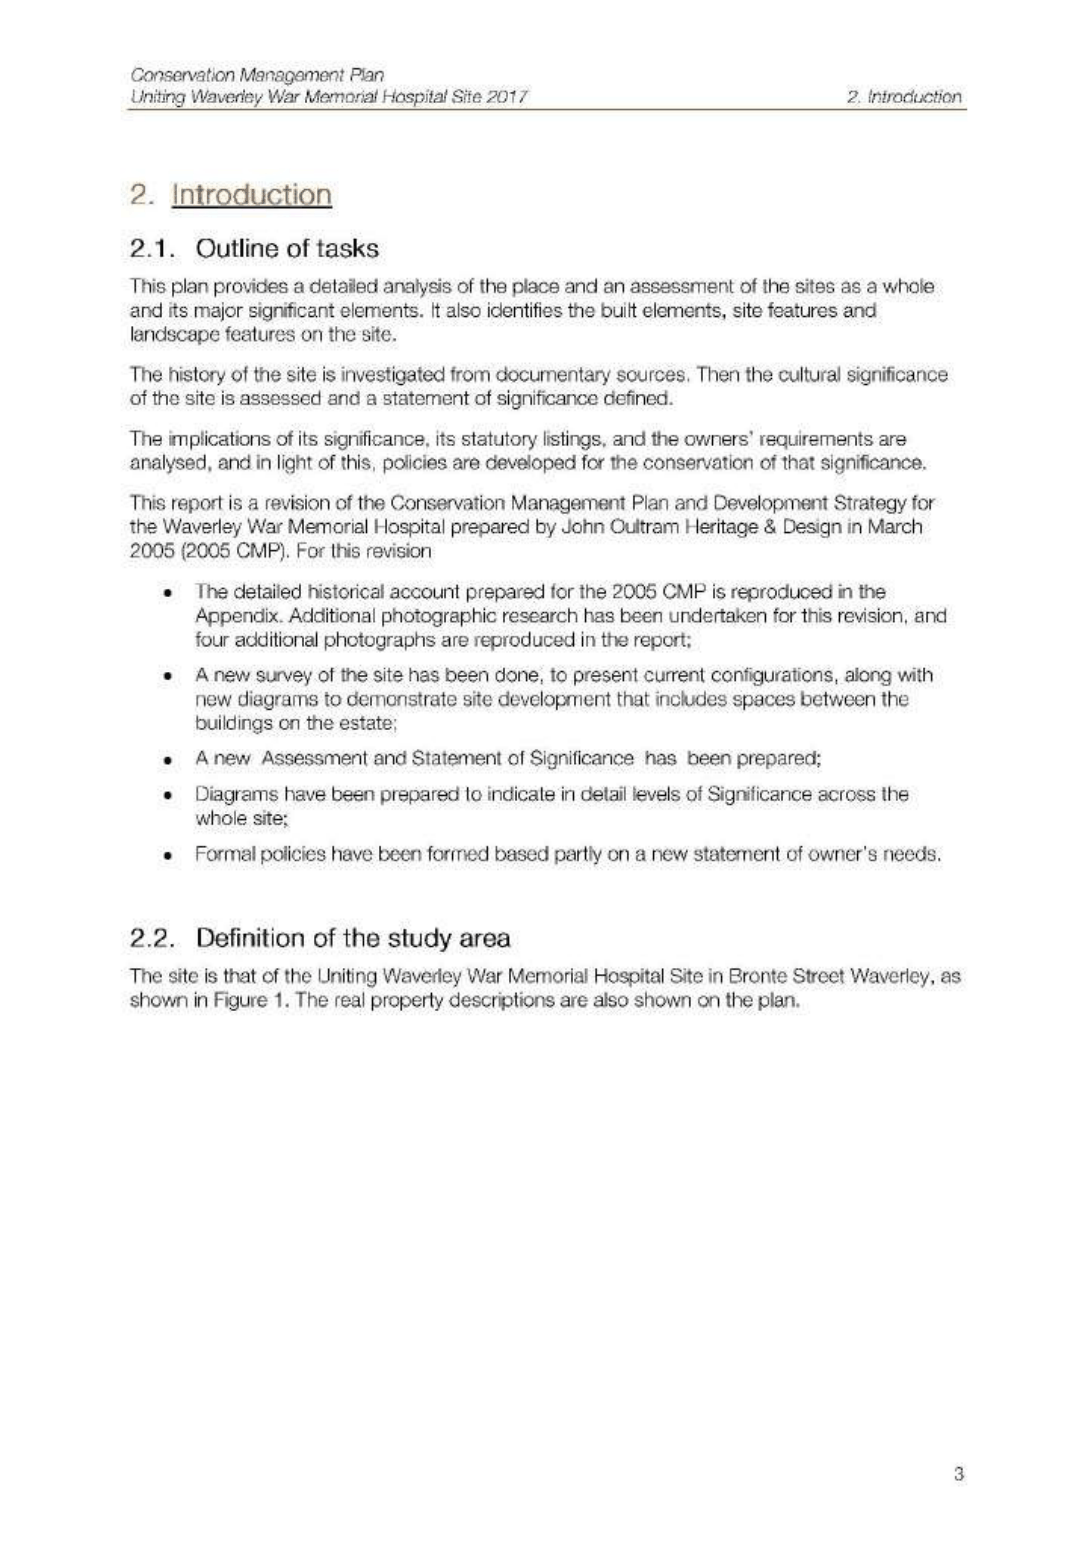 Conservation Management Plan
Uniting Waverley War Memorial Hospital Site 2017
2. Introduction
2. Introduction
2.1. Outline of tasks
This plan provides a detailed analysis of the place and an assessment of the sites as a whole
and its major significant elements. It also identifies the built elements, site features and
landscape features on the site.
The history of the site is investigated from documentary sources. Then the cultural significance
of the site is assessed and a statement of significance defined.
The implications of its significance, its statutory listings, and the owners' requirements are
analysed, and in light of this, policies are developed for the conservation of that significance.
This report is a revision of the Conservation Management Plan and Development Strategy for
the Waverley War Memorial Hospital prepared by John Oultram Heritage & Design in March
2005 (2005 CMP). For this revision
• The detailed historical account prepared for the 2005 CMP is reproduced in the
Appendix. Additional photographic research has been undertaken for this revision, and
four additional photographs are reproduced in the report;
• A new survey of the site has been done, to present current configurations, along with
new diagrams to demonstrate site development that includes spaces between the
buildings on the estate;
• A new Assessment and Statement of Significance has been prepared;
• Diagrams have been prepared to indicate in detail levels of Significance across the
whole site;
• Formal policies have been formed based partly on a new statement of owner's needs.
2.2. Definition of the study area
The site is that of the Uniting Waverley War Memorial Hospital Site in Bronte Street Waverley, as
shown in Figure 1. The real property descriptions are also shown on the plan.
3